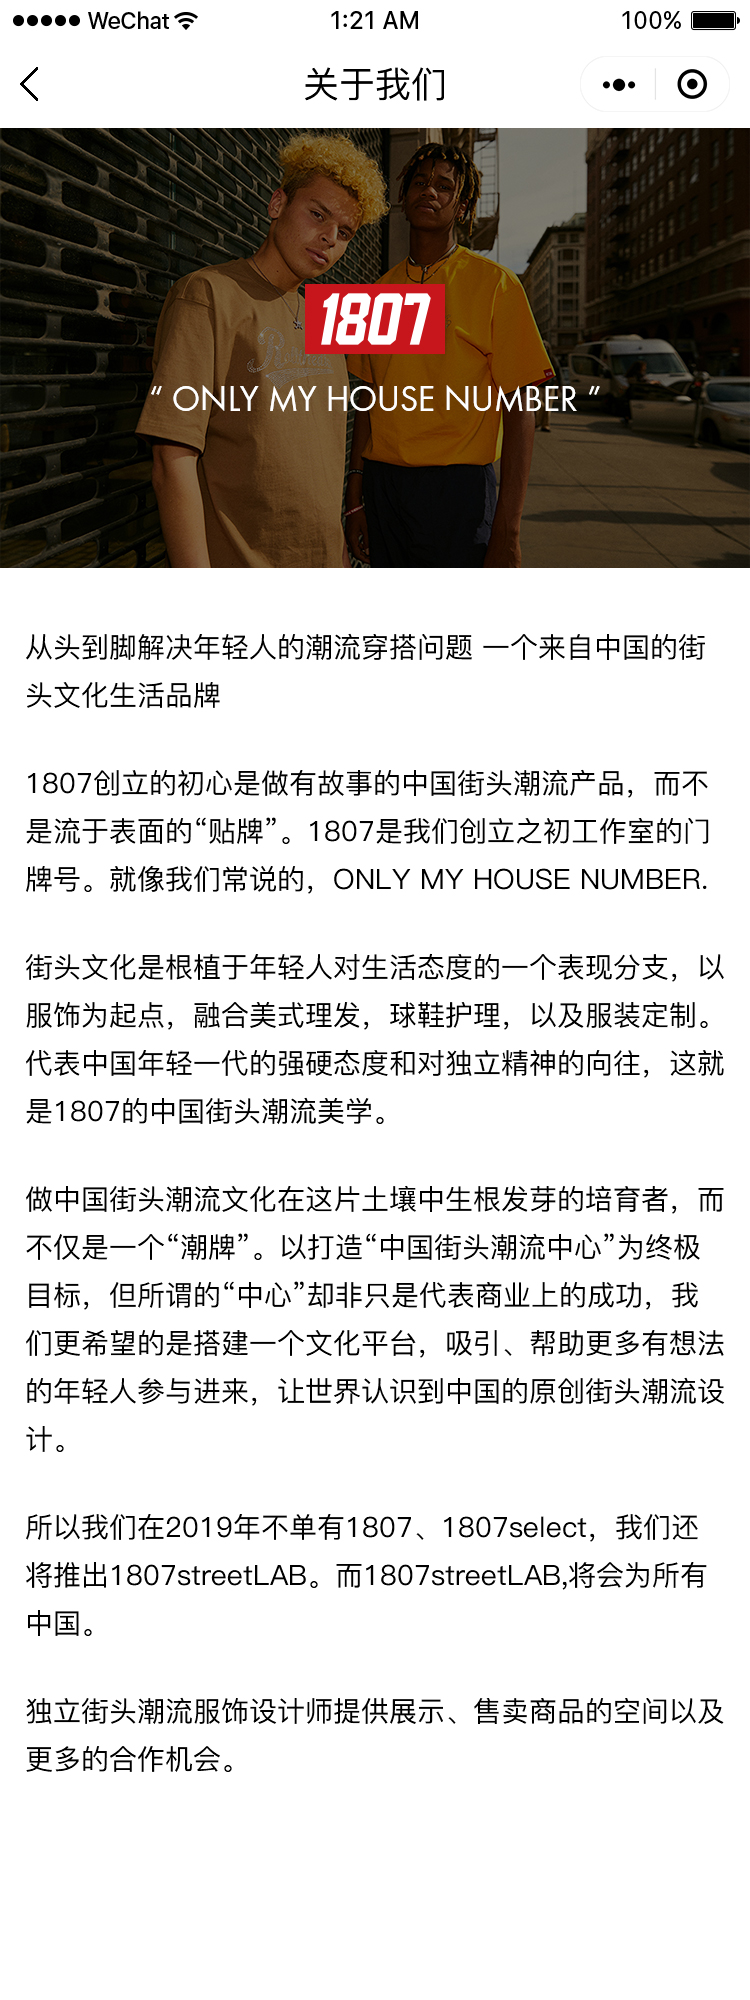 WeChat 1:21 AM 100%
关于我们
1807
“ ONLY MY HOUSE NUMBER ”
从头到脚解决年轻人的潮流穿搭问题 一个来自中国的街
头文化生活品牌
1807创立的初心是做有故事的中国街头潮流产品，而不
是流于表面的“贴牌”。1807是我们创立之初工作室的门
牌号。就像我们常说的，ONLY MY HOUSE NUMBER.
街头文化是根植于年轻人对生活态度的一个表现分支，以
服饰为起点，融合美式理发，球鞋护理，以及服装定制。
代表中国年轻一代的强硬态度和对独立精神的向往，这就
是1807的中国街头潮流美学。
做中国街头潮流文化在这片土壤中生根发芽的培育者，而
不仅是一个“潮牌”。以打造“中国街头潮流中心”为终极
目标，但所谓的“中心”却非只是代表商业上的成功，我
们更希望的是搭建一个文化平台，吸引、帮助更多有想法
的年轻人参与进来，让世界认识到中国的原创街头潮流设
计。
所以我们在2019年不单有1807、1807select，我们还
将推出1807streetLAB。而1807streetLAB,将会为所有
中国。
独立街头潮流服饰设计师提供展示、售卖商品的空间以及
更多的合作机会。